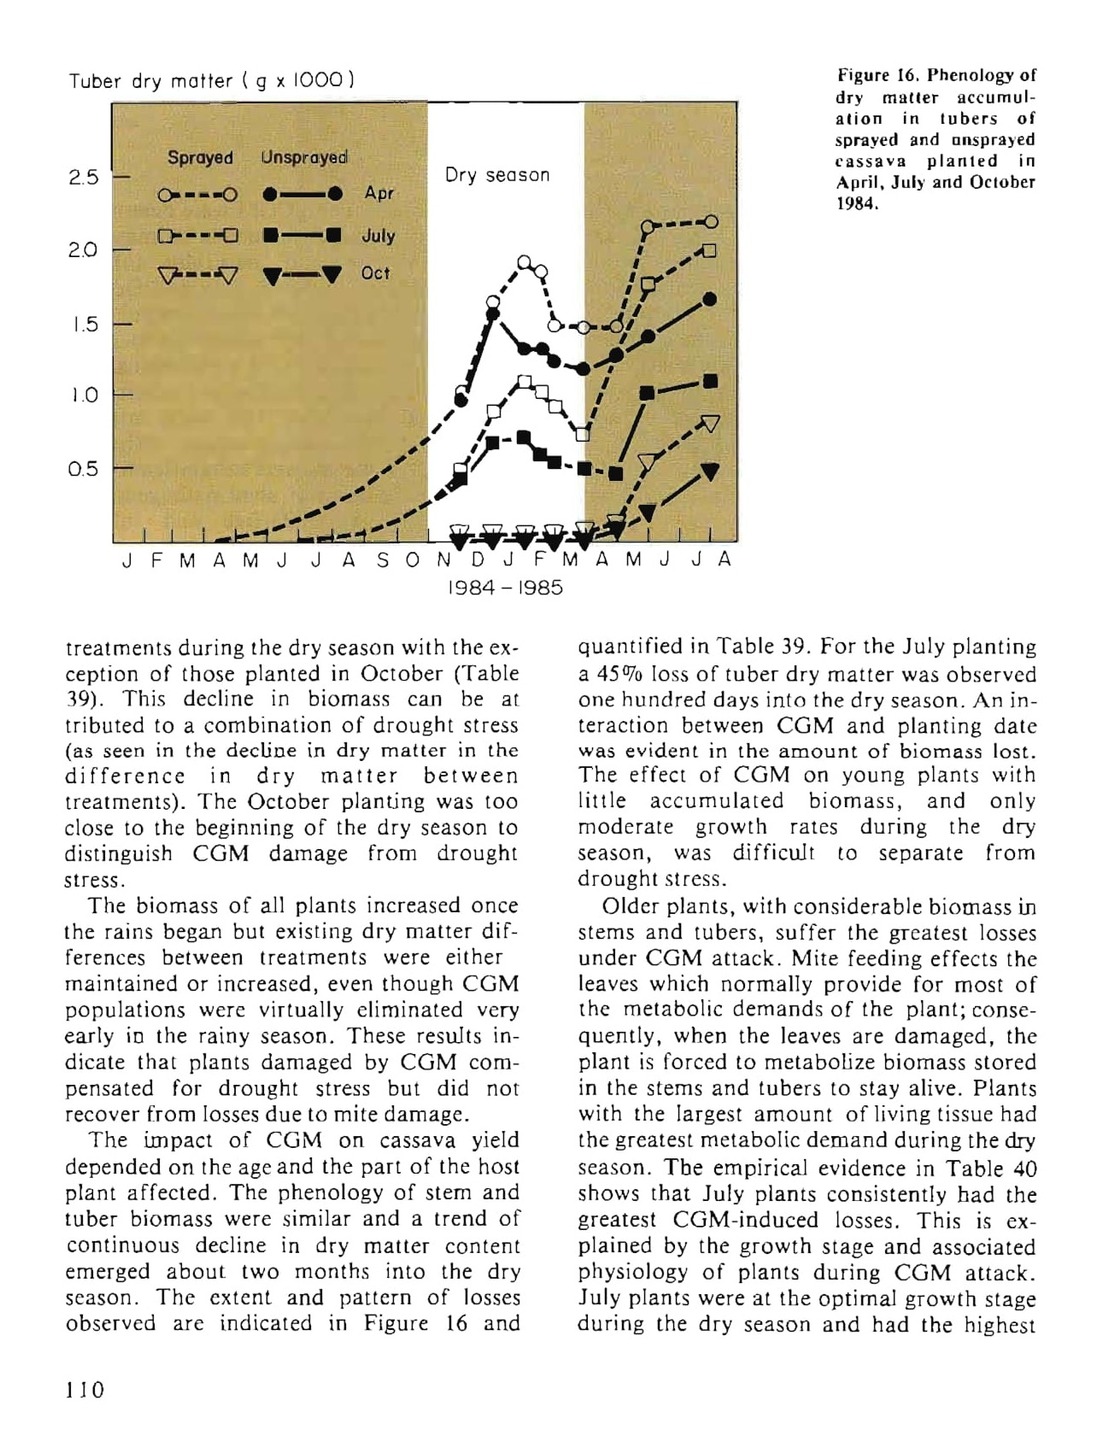 Tuber dry matter ( g x 1000 )
Figure 16. Phenology of
dry matter accumul-
ation in tubers of
sprayed and unsprayed
cassava planted in
April, July and October
1984.
Sprayed Unsprayed
Apr
July
Oct
Dry season
2.5
2.0
1.5
1.0
0.5
J F M A M J J A S O N D J F M A M J J A
1984 - 1985
treatments during the dry season with the ex-
ception of those planted in October (Table
39). This decline in biomass can be at
tributed to a combination of drought stress
(as seen in the decline in dry matter in the
difference in dry matter between
treatments). The October planting was too
close to the beginning of the dry season to
distinguish CGM damage from drought
stress.
The biomass of all plants increased once
the rains began but existing dry matter dif-
ferences between treatments were either
maintained or increased, even though CGM
populations were virtually eliminated very
early in the rainy season. These results in-
dicate that plants damaged by CGM com-
pensated for drought stress but did not
recover from losses due to mite damage.
The impact of CGM on cassava yield
depended on the age and the part of the host
plant affected. The phenology of stem and
tuber biomass were similar and a trend of
continuous decline in dry matter content
emerged about two months into the dry
season. The extent and pattern of losses
observed are indicated in Figure 16 and
quantified in Table 39. For the July planting
a 45% loss of tuber dry matter was observed
one hundred days into the dry season. An in-
teraction between CGM and planting date
was evident in the amount of biomass lost.
The effect of CGM on young plants with
little accumulated biomass, and only
moderate growth rates during the dry
season, was difficult to separate from
drought stress.
Older plants, with considerable biomass in
stems and tubers, suffer the greatest losses
under CGM attack. Mite feeding effects the
leaves which normally provide for most of
the metabolic demands of the plant; conse-
quently, when the leaves are damaged, the
plant is forced to metabolize biomass stored
in the stems and tubers to stay alive. Plants
with the largest amount of living tissue had
the greatest metabolic demand during the dry
season. The empirical evidence in Table 40
shows that July plants consistently had the
greatest CGM-induced losses. This is ex-
plained by the growth stage and associated
physiology of plants during CGM attack.
July plants were at the optimal growth stage
during the dry season and had the highest
110